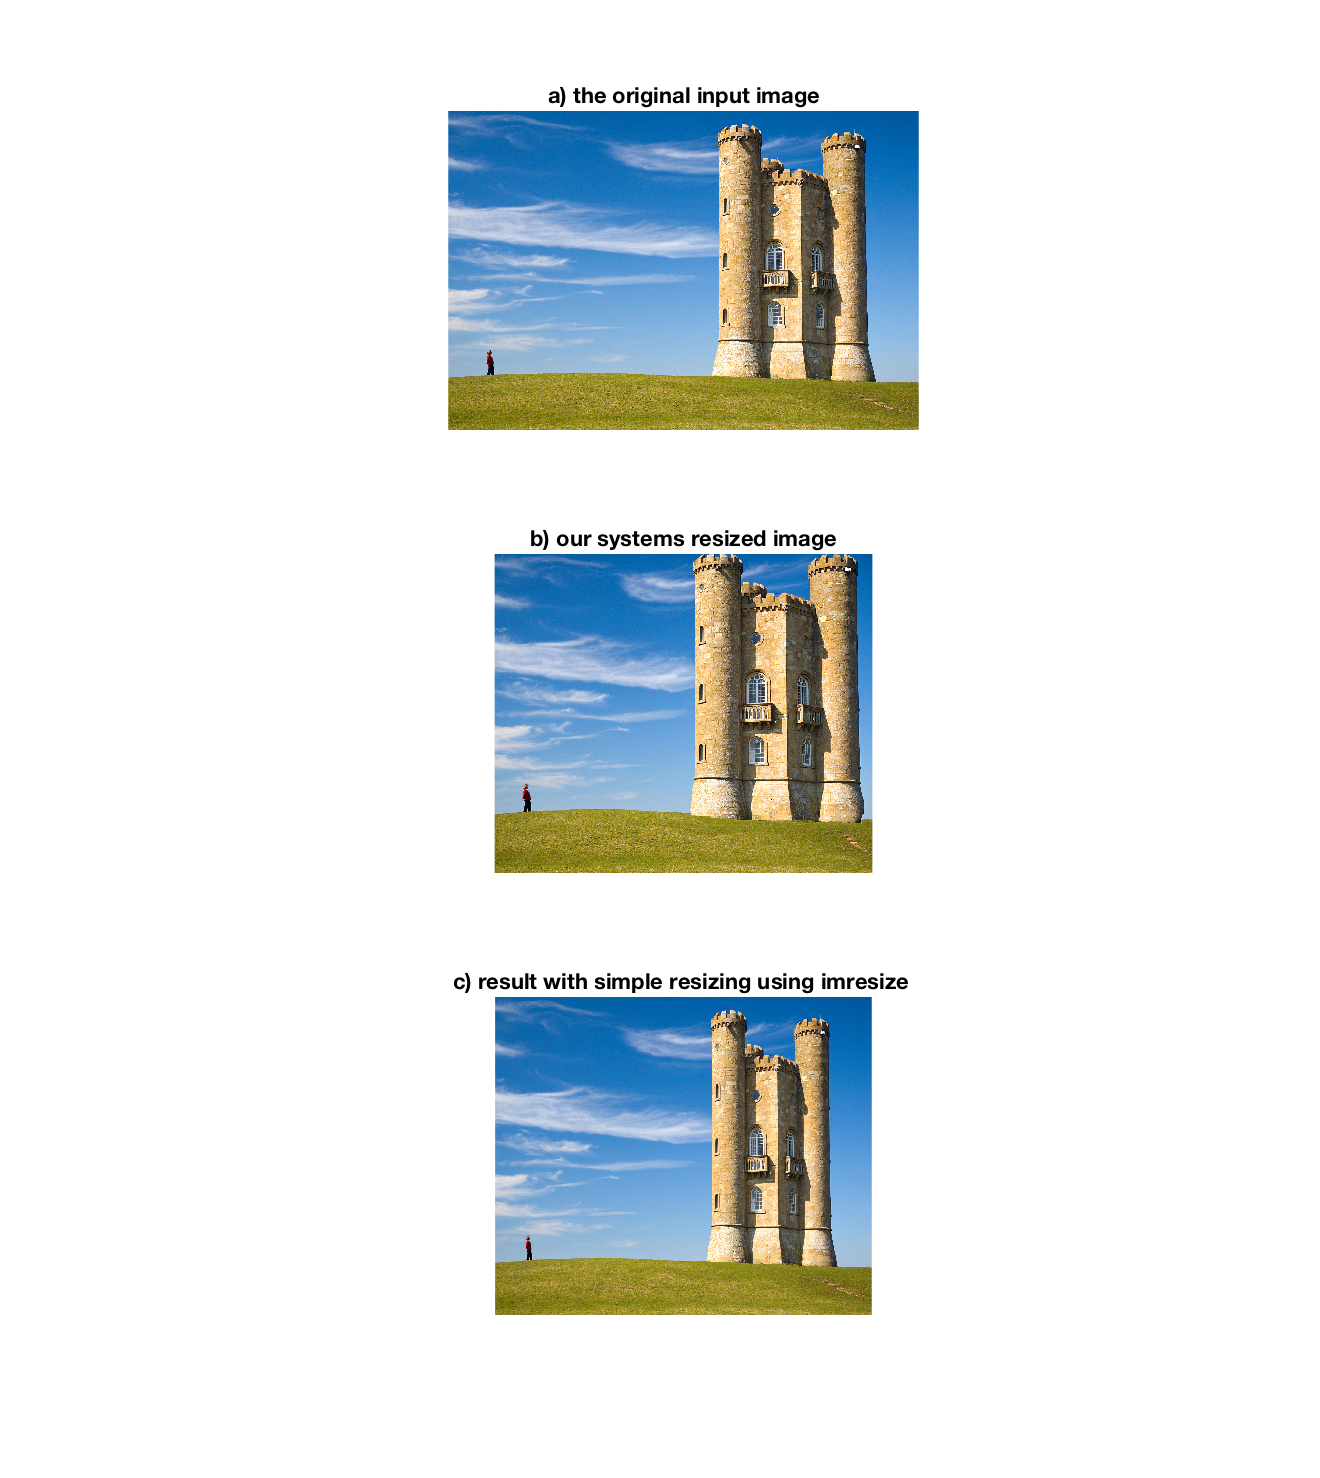 a) the original input image
b) our systems resized image
c) result with simple resizing using imresize